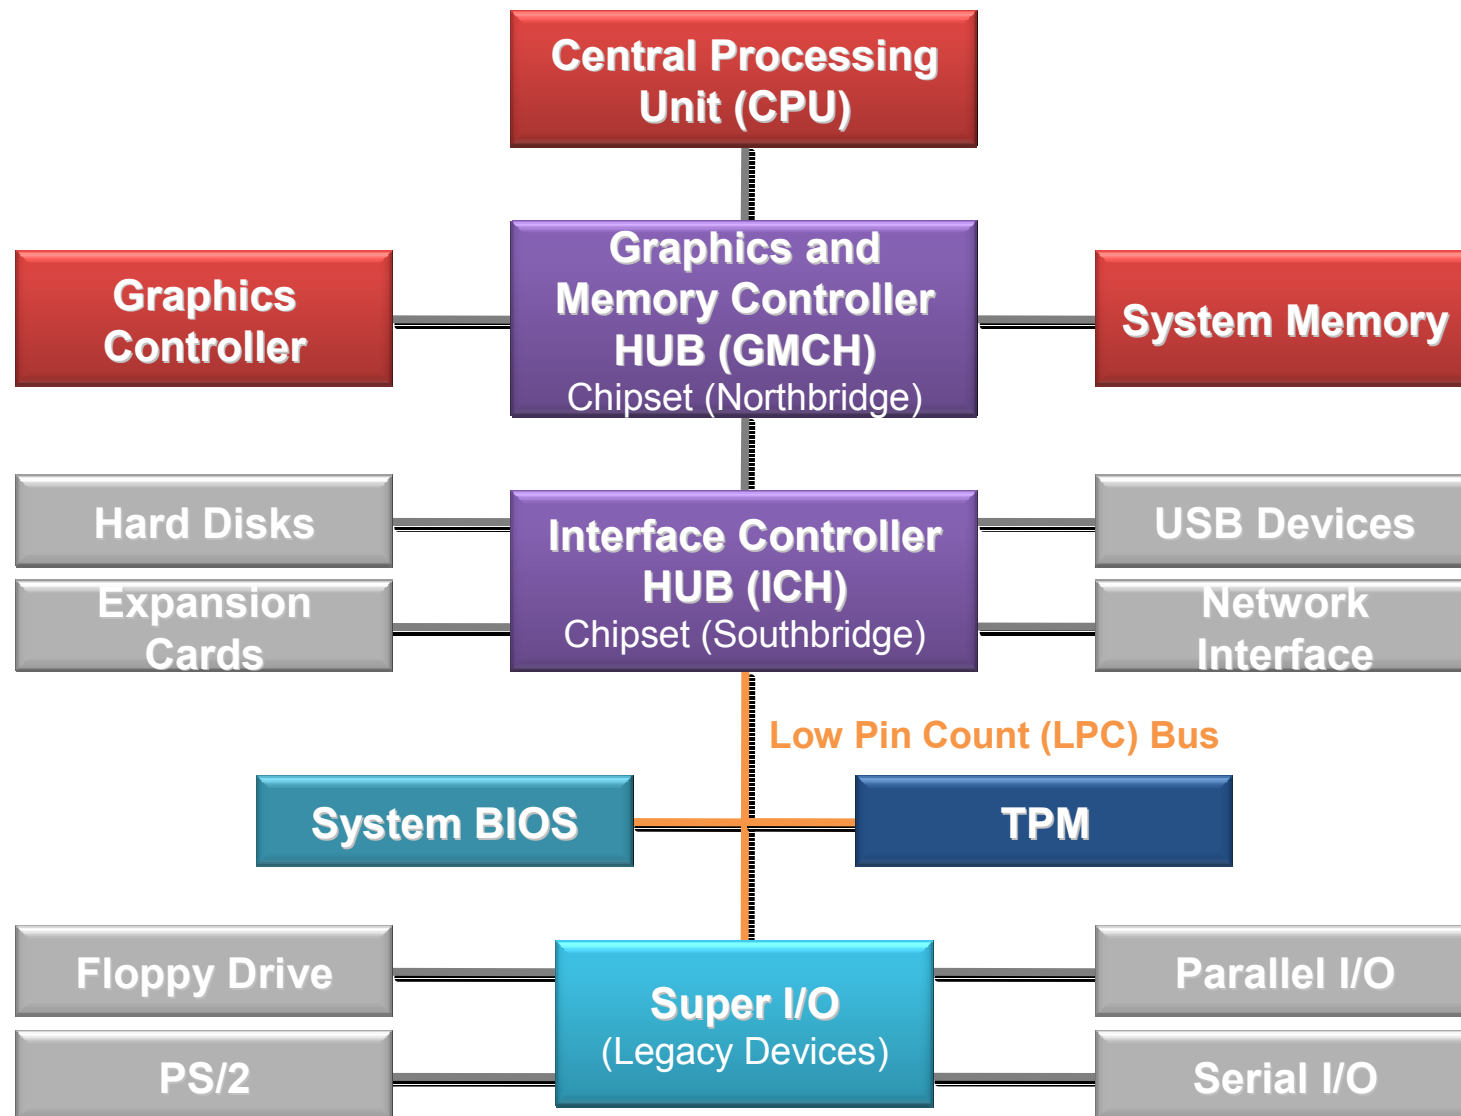 Central Processing
Unit (CPU)
Graphics
Controller
Graphics and
Memory Controller
HUB (GMCH)
Chipset (Northbridge)
System Memory
Hard Disks
Expansion
Cards
Interface Controller
HUB (ICH)
Chipset (Southbridge)
USB Devices
Network
Interface
Low Pin Count (LPC) Bus
System BIOS
TPM
Floppy Drive
PS/2
Super I/O
(Legacy Devices)
Parallel I/O
Serial I/O